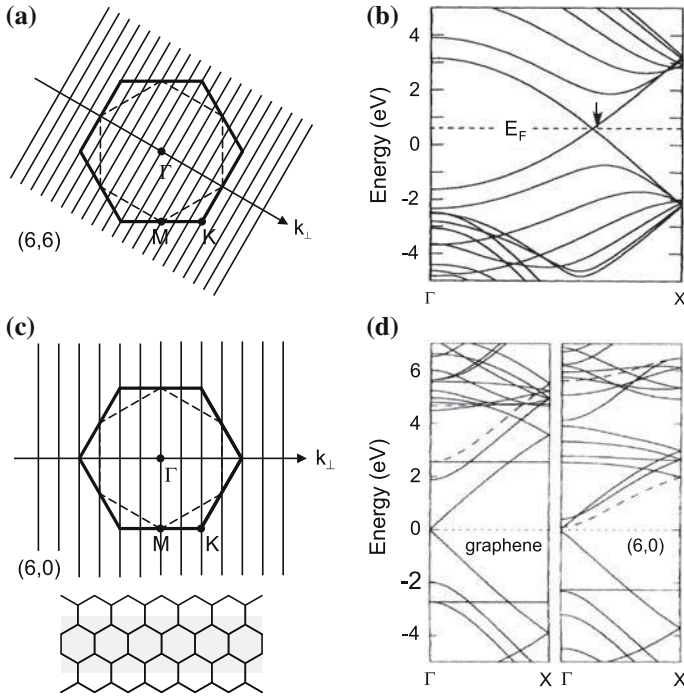 (a)
Γ
M
K
k⊥
(6,6)
(b)
Energy (eV)
4
2
0
-2
-4
E_F
Γ
X
(c)
k⊥
Γ
M
K
(6,0)
(d)
Energy (eV)
6
4
2
0
-2
-4
graphene
(6,0)
Γ
X
Γ
X